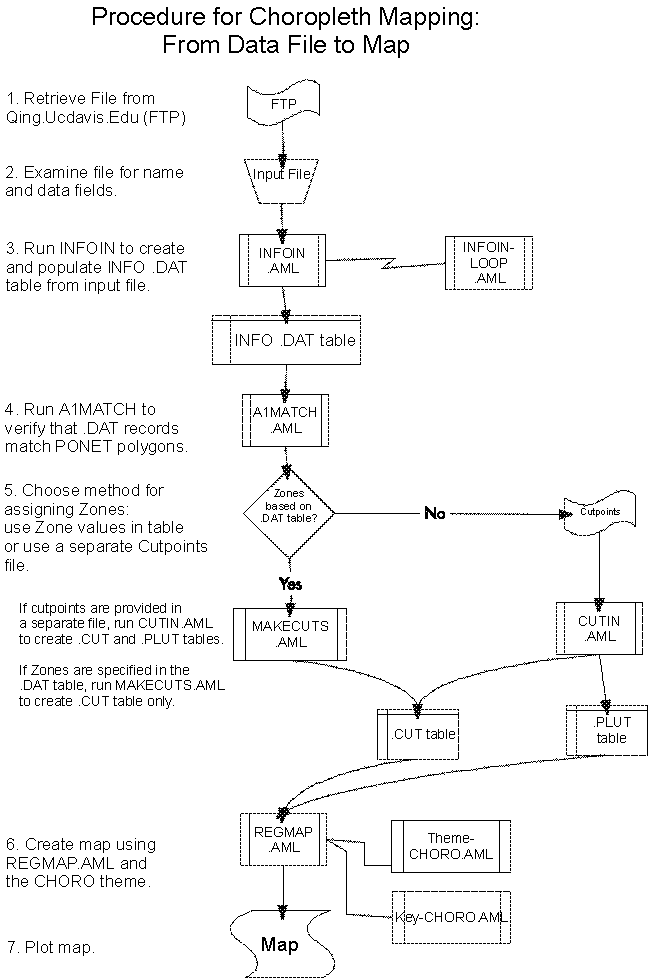 Procedure for Choropleth Mapping:
From Data File to Map
1. Retrieve File from
Qing.Ucdavis.Edu (FTP)
FTP
2. Examine file for name
and data fields.
Input File
3. Run INFOIN to create
and populate INFO .DAT
table from input file.
INFOIN
.AML
INFOIN-
LOOP
.AML
INFO .DAT table
4. Run A1MATCH to
verify that .DAT records
match PONET polygons.
A1MATCH
.AML
5. Choose method for
assigning Zones:
use Zone values in table
or use a separate Cutpoints
file.
Zones
based on
.DAT table?
No
Cutpoints
Yes
If cutpoints are provided in
a separate file, run CUTIN.AML
to create .CUT and .PLUT tables.
If Zones are specified in the
.DAT table, run MAKECUTS.AML
to create .CUT table only.
MAKECUTS
.AML
CUTIN
.AML
.CUT table
.PLUT
table
6. Create map using
REGMAP.AML and
the CHORO theme.
REGMAP
.AML
Theme-
CHORO.AML
Key-CHORO.AML
7. Plot map.
Map